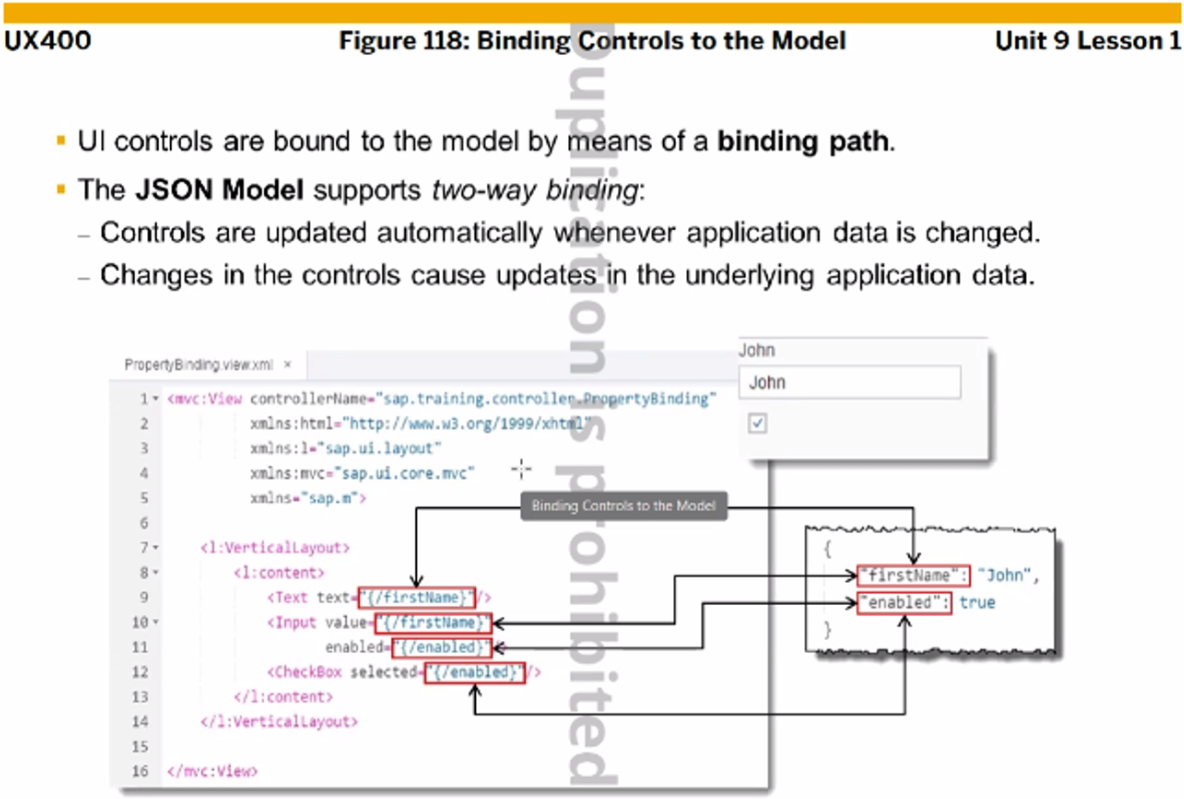 UX400 Figure 118: Binding Controls to the Model Unit 9 Lesson 1
UI controls are bound to the model by means of a binding path.
The JSON Model supports two-way binding:
– Controls are updated automatically whenever application data is changed.
– Changes in the controls cause updates in the underlying application data.
Duplication is prohibited
PropertyBinding.view.xml ×
1 <mvc:View controllerName="sap.training.controller.PropertyBinding"
2 xmlns:html="http://www.w3.org/1999/xhtml"
3 xmlns:l="sap.ui.layout"
4 xmlns:mvc="sap.ui.core.mvc"
5 xmlns="sap.m">
6
7 <l:VerticalLayout>
8 <l:content>
9 <Text text="{/firstName}"/>
10 <Input value="{/firstName}"
11 enabled="{/enabled}"/>
12 <CheckBox selected="{/enabled}"/>
13 </l:content>
14 </l:VerticalLayout>
15
16 </mvc:View>
John
John
Binding Controls to the Model
{
"firstName": "John",
"enabled": true
}